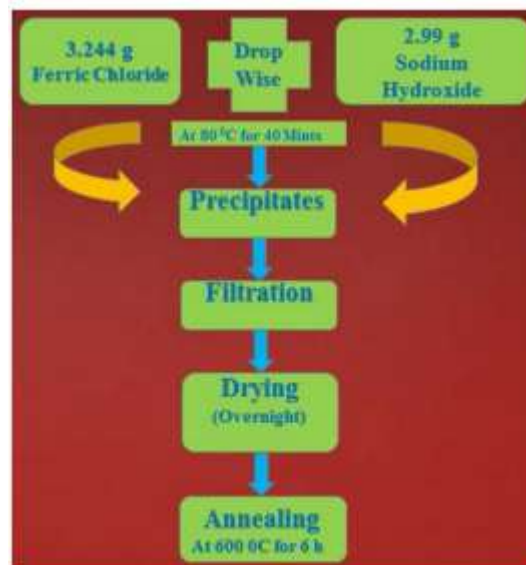 3.244 g
Ferric Chloride
Drop
Wise
2.99 g
Sodium
Hydroxide
At 80 ⁰C for 40 Mints
Precipitates
Filtration
Drying
(Overnight)
Annealing
At 600 0C for 6 h